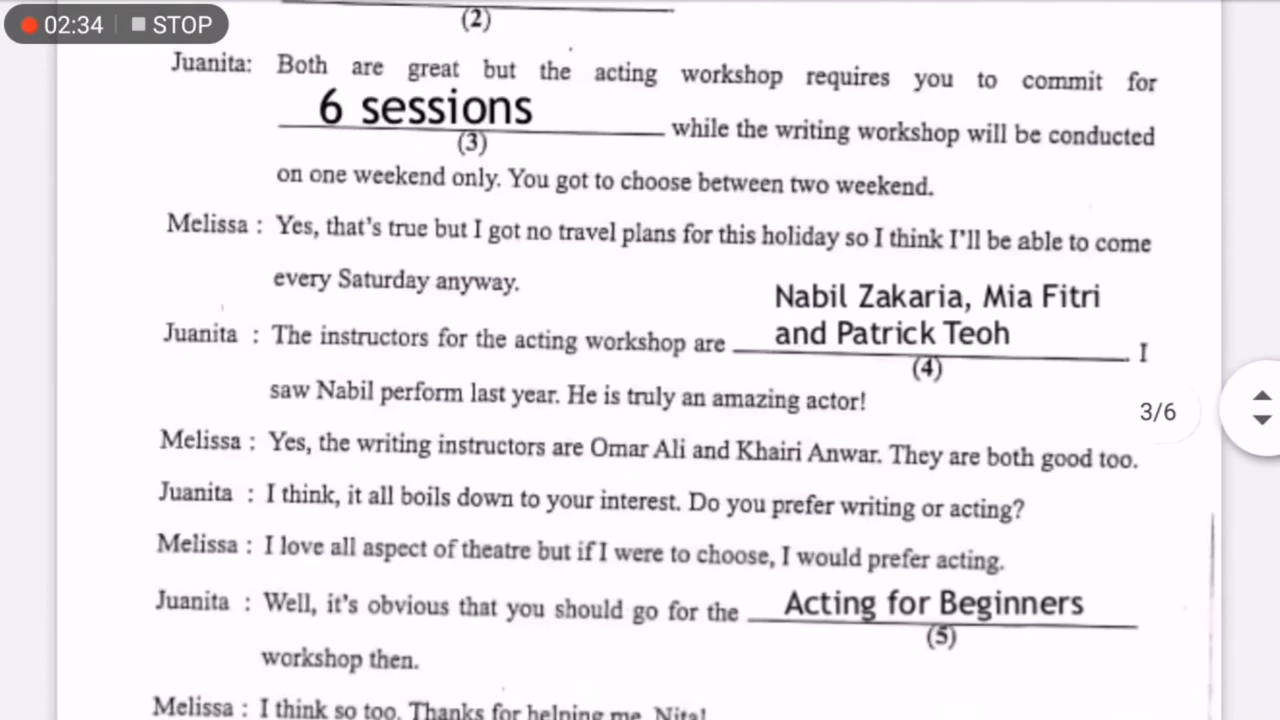 02:34 STOP
(2)
Juanita: Both are great but the acting workshop requires you to commit for
6 sessions while the writing workshop will be conducted
(3)
on one weekend only. You got to choose between two weekend.
Melissa : Yes, that's true but I got no travel plans for this holiday so I think I'll be able to come
every Saturday anyway.
Nabil Zakaria, Mia Fitri
Juanita : The instructors for the acting workshop are and Patrick Teoh . I
(4)
saw Nabil perform last year. He is truly an amazing actor!
3/6
Melissa : Yes, the writing instructors are Omar Ali and Khairi Anwar. They are both good too.
Juanita : I think, it all boils down to your interest. Do you prefer writing or acting?
Melissa : I love all aspect of theatre but if I were to choose, I would prefer acting.
Juanita : Well, it's obvious that you should go for the Acting for Beginners
(5)
workshop then.
Melissa : I think so too. Thanks for helping me, Nita!